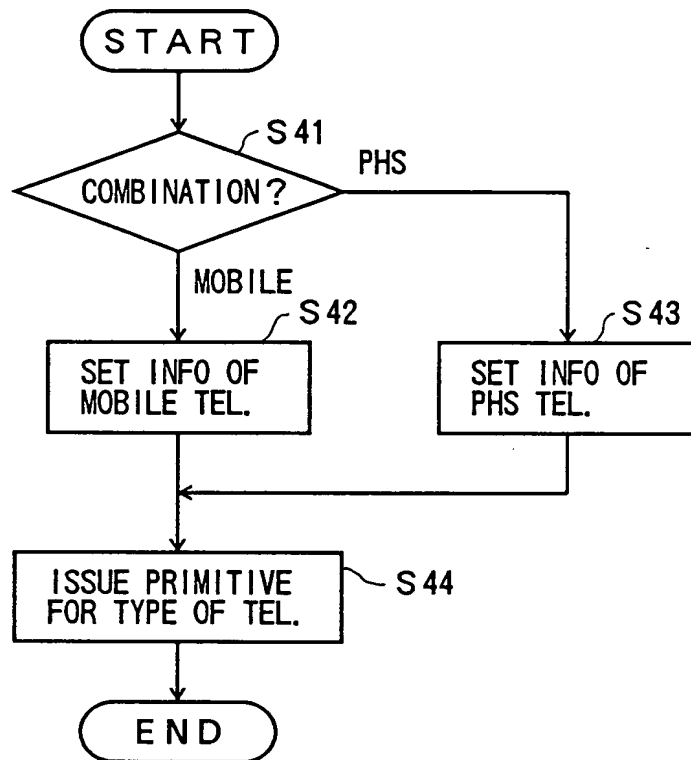 START
S41
COMBINATION?
PHS
MOBILE
S42
S43
SET INFO OF
MOBILE TEL.
SET INFO OF
PHS TEL.
ISSUE PRIMITIVE
FOR TYPE OF TEL.
S44
END